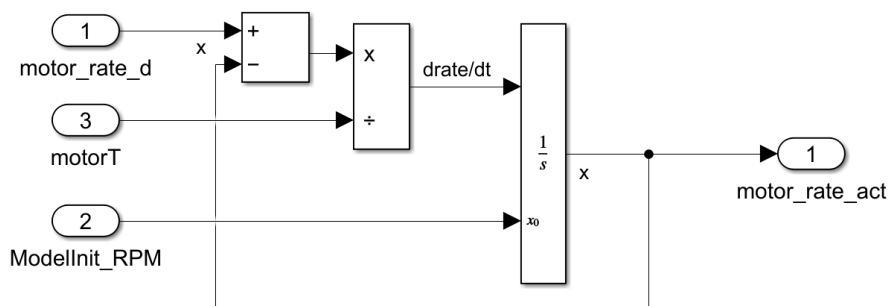 1
motor_rate_d
x
+
−
x
÷
drate/dt
3
motorT
2
ModelInit_RPM
1
s
x₀
x
1
motor_rate_act